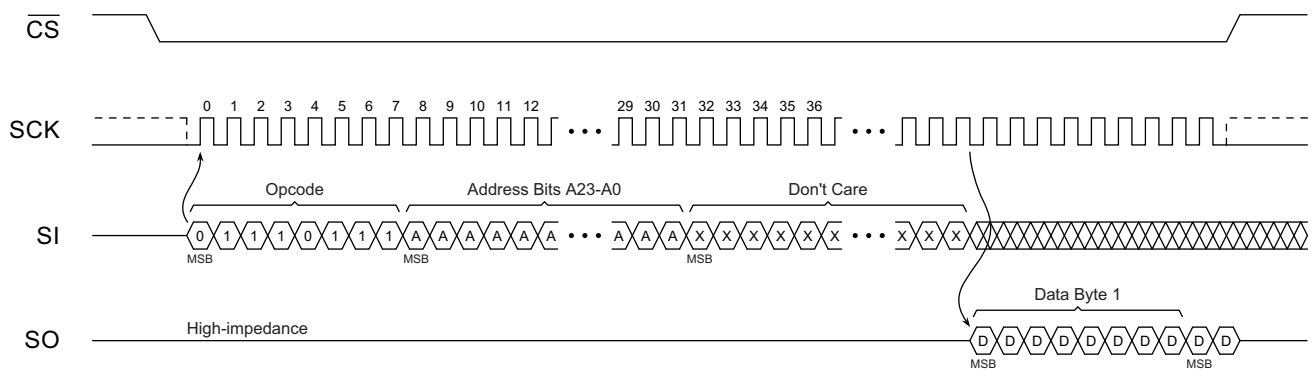 CS
0 1 2 3 4 5 6 7 8 9 10 11 12 29 30 31 32 33 34 35 36
SCK
Opcode Address Bits A23-A0 Don't Care
SI 0 1 1 1 0 1 1 1 A A A A A A A A A X X X X X X X X X
MSB MSB MSB
Data Byte 1
High-impedance
SO D D D D D D D D D D
MSB MSB